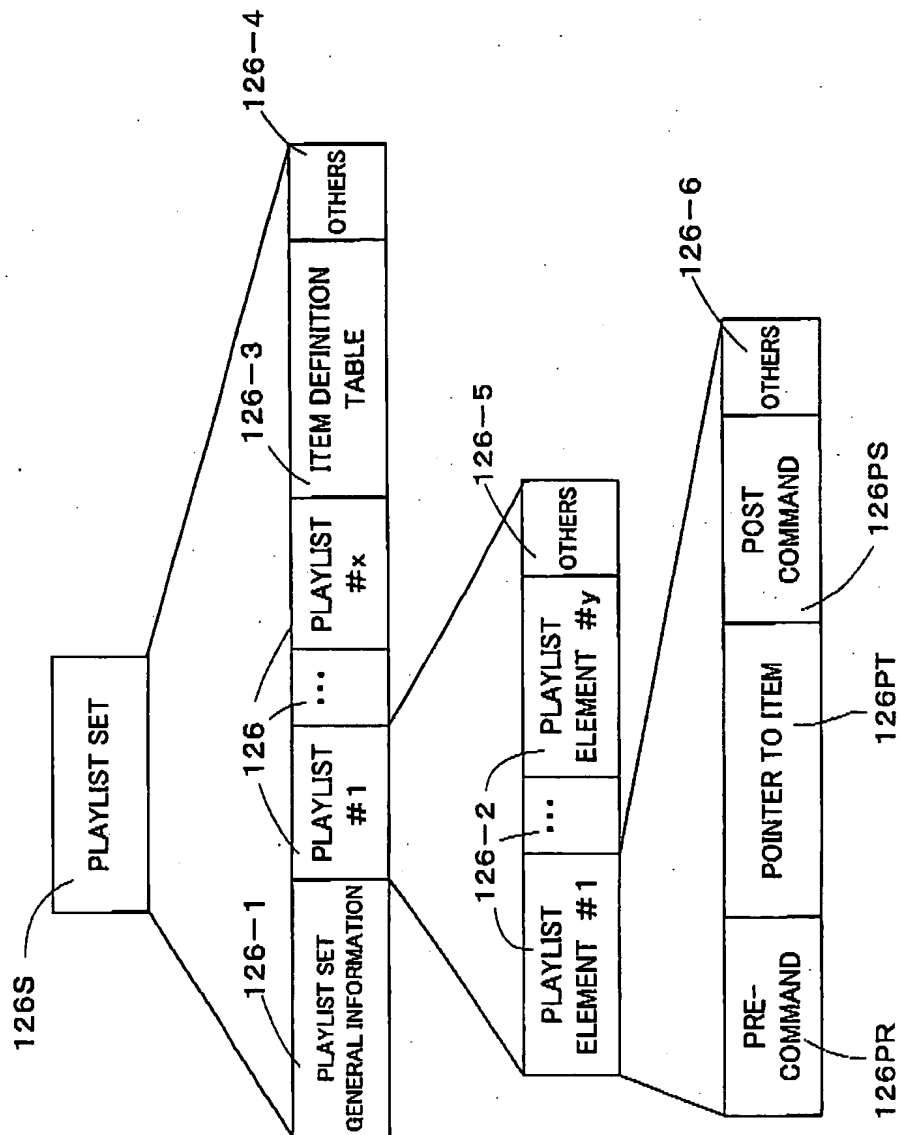 126S
PLAYLIST SET
126-1
126
126-3
126-4
PLAYLIST SET
GENERAL INFORMATION
PLAYLIST
#1
...
PLAYLIST
#x
ITEM DEFINITION
TABLE
OTHERS
126-2
126-5
PLAYLIST
ELEMENT #1
...
PLAYLIST
ELEMENT #y
OTHERS
126-6
PRE-
COMMAND
POINTER TO ITEM
POST
COMMAND
OTHERS
126PR
126PT
126PS